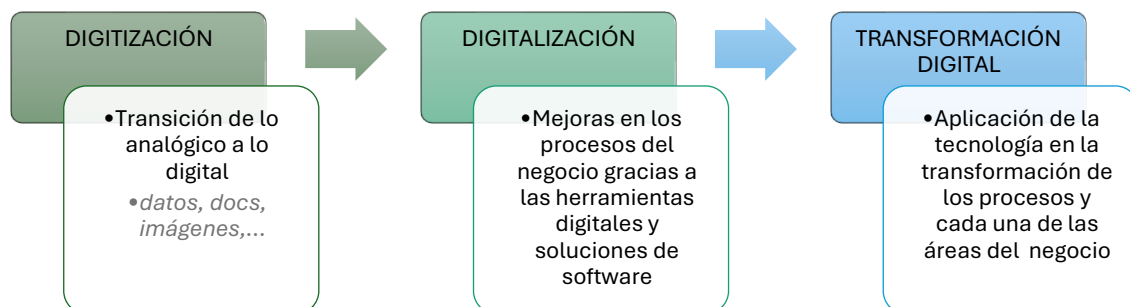 DIGITIZACIÓN
•Transición de lo
analógico a lo
digital
•datos, docs,
imágenes,...
DIGITALIZACIÓN
•Mejoras en los
procesos del
negocio gracias a
las herramientas
digitales y
soluciones de
software
TRANSFORMACIÓN
DIGITAL
•Aplicación de la
tecnología en la
transformación de
los procesos y
cada una de las
áreas del negocio